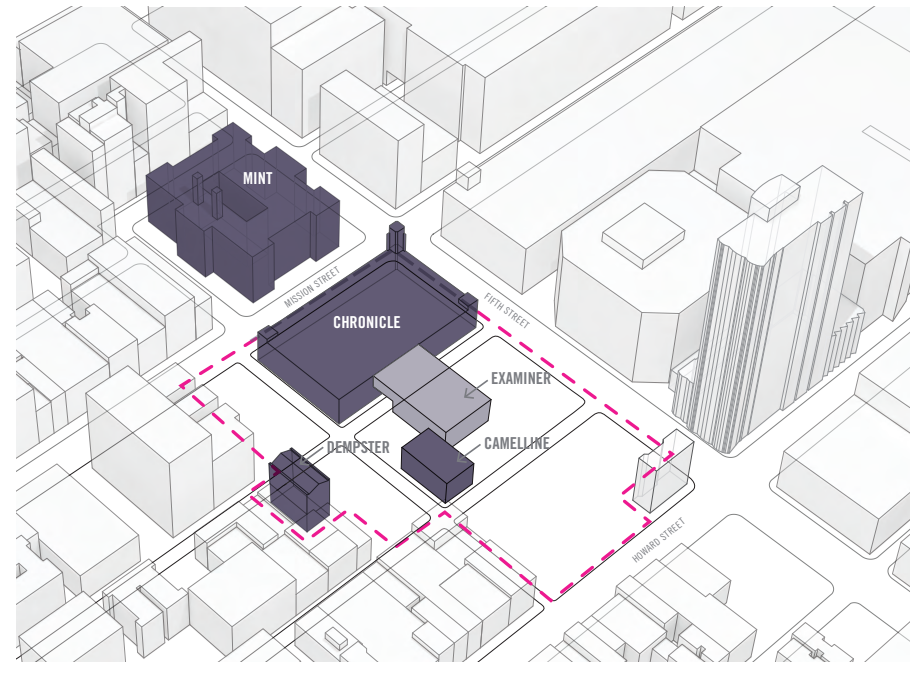 MINT
MISSION STREET
FIFTH STREET
CHRONICLE
EXAMINER
DEMPSTER
CAMELLINE
HOWARD STREET